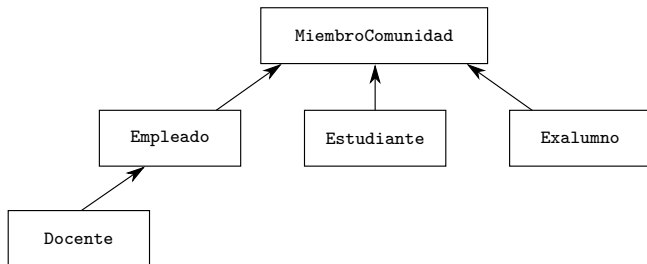 MiembroComunidad
Empleado
Estudiante
Exalumno
Docente